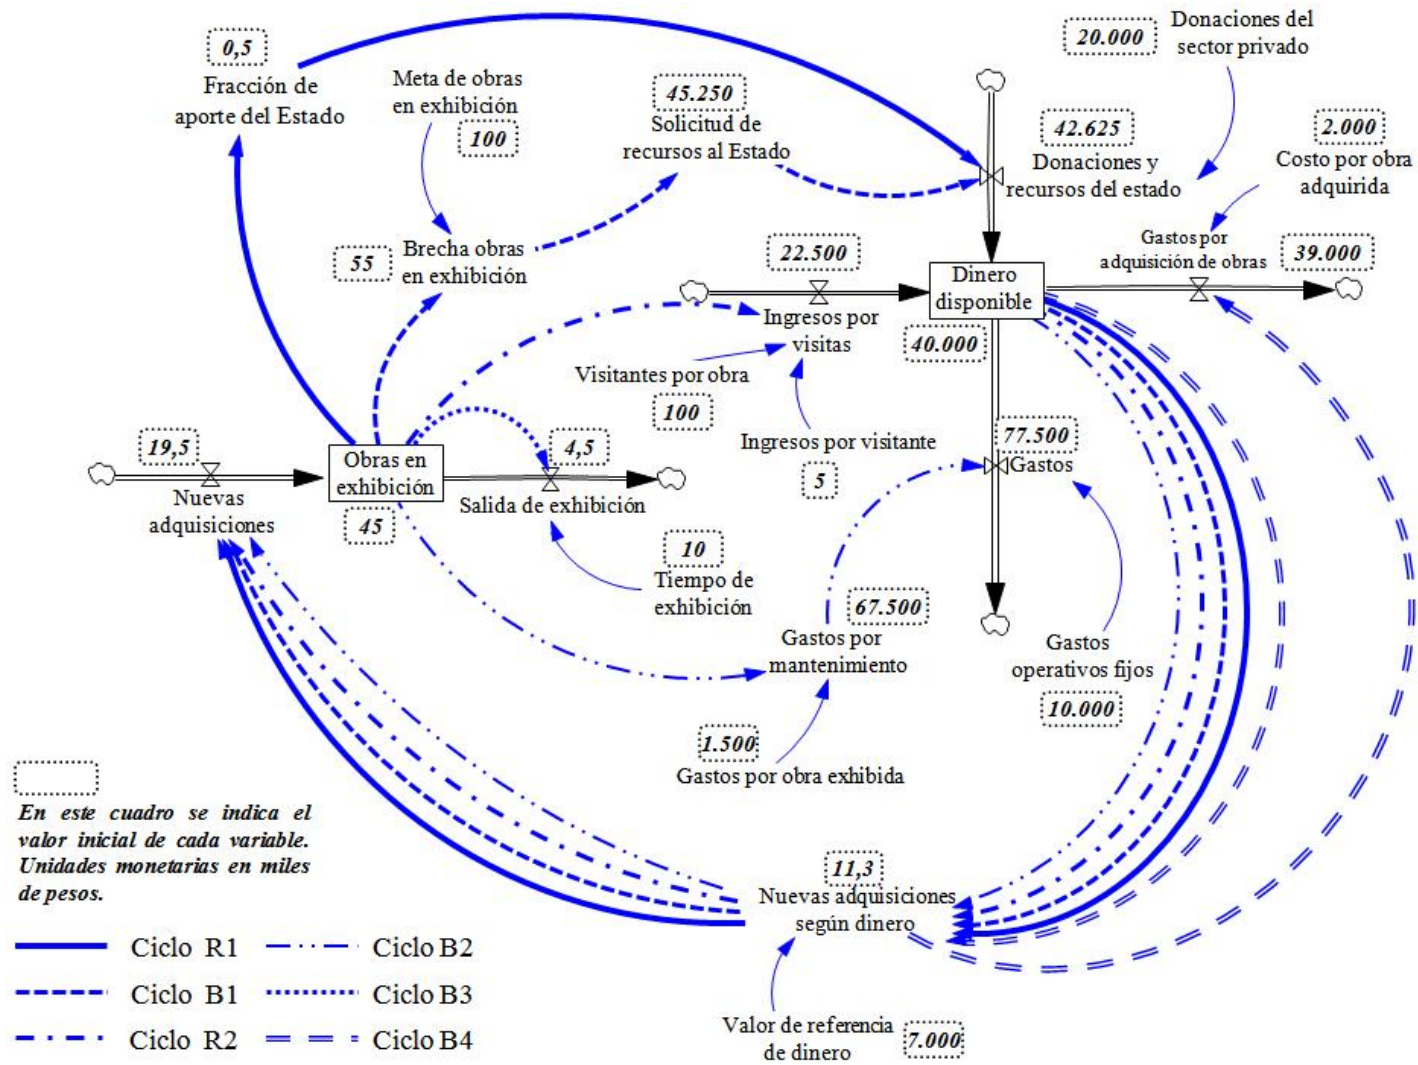 0,5
Fracción de
aporte del Estado
Meta de obras
en exhibición
100
45.250
Solicitud de
recursos al Estado
20.000
Donaciones del
sector privado
42.625
Donaciones y
recursos del estado
2.000
Costo por obra
adquirida
55
Brecha obras
en exhibición
22.500
Ingresos por
visitas
Dinero
disponible
40.000
Gastos por
adquisición de obras
39.000
Visitantes por obra
100
Ingresos por visitante
5
77.500
Gastos
19,5
Nuevas
adquisiciones
Obras en
exhibición
45
4,5
Salida de exhibición
10
Tiempo de
exhibición
67.500
Gastos por
mantenimiento
Gastos
operativos fijos
10.000
1.500
Gastos por obra exhibida
En este cuadro se indica el
valor inicial de cada variable.
Unidades monetarias en miles
de pesos.
11,3
Nuevas adquisiciones
según dinero
Valor de referencia
de dinero
7.000
Ciclo R1
Ciclo B2
Ciclo B1
Ciclo B3
Ciclo R2
Ciclo B4